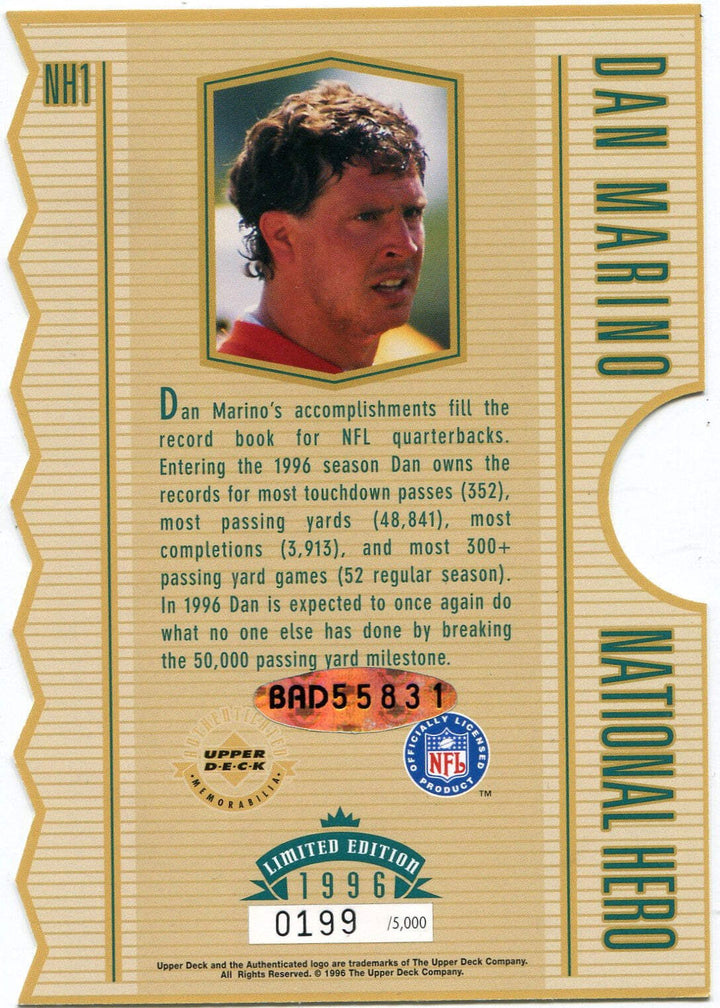 NH1
DAN MARINO
Dan Marino's accomplishments fill the
record book for NFL quarterbacks.
Entering the 1996 season Dan owns the
records for most touchdown passes (352),
most passing yards (48,841), most
completions (3,913), and most 300+
passing yard games (52 regular season).
In 1996 Dan is expected to once again do
what no one else has done by breaking
the 50,000 passing yard milestone.
BAD55831
AUTHENTICATED
UPPER
D·E·C·K
·MEMORABILIA·
OFFICIALLY LICENSED
NFL
PRODUCT
TM
NATIONAL HERO
LIMITED EDITION
1996
0199 /5,000
Upper Deck and the Authenticated logo are trademarks of The Upper Deck Company.
All Rights Reserved. © 1996 The Upper Deck Company.